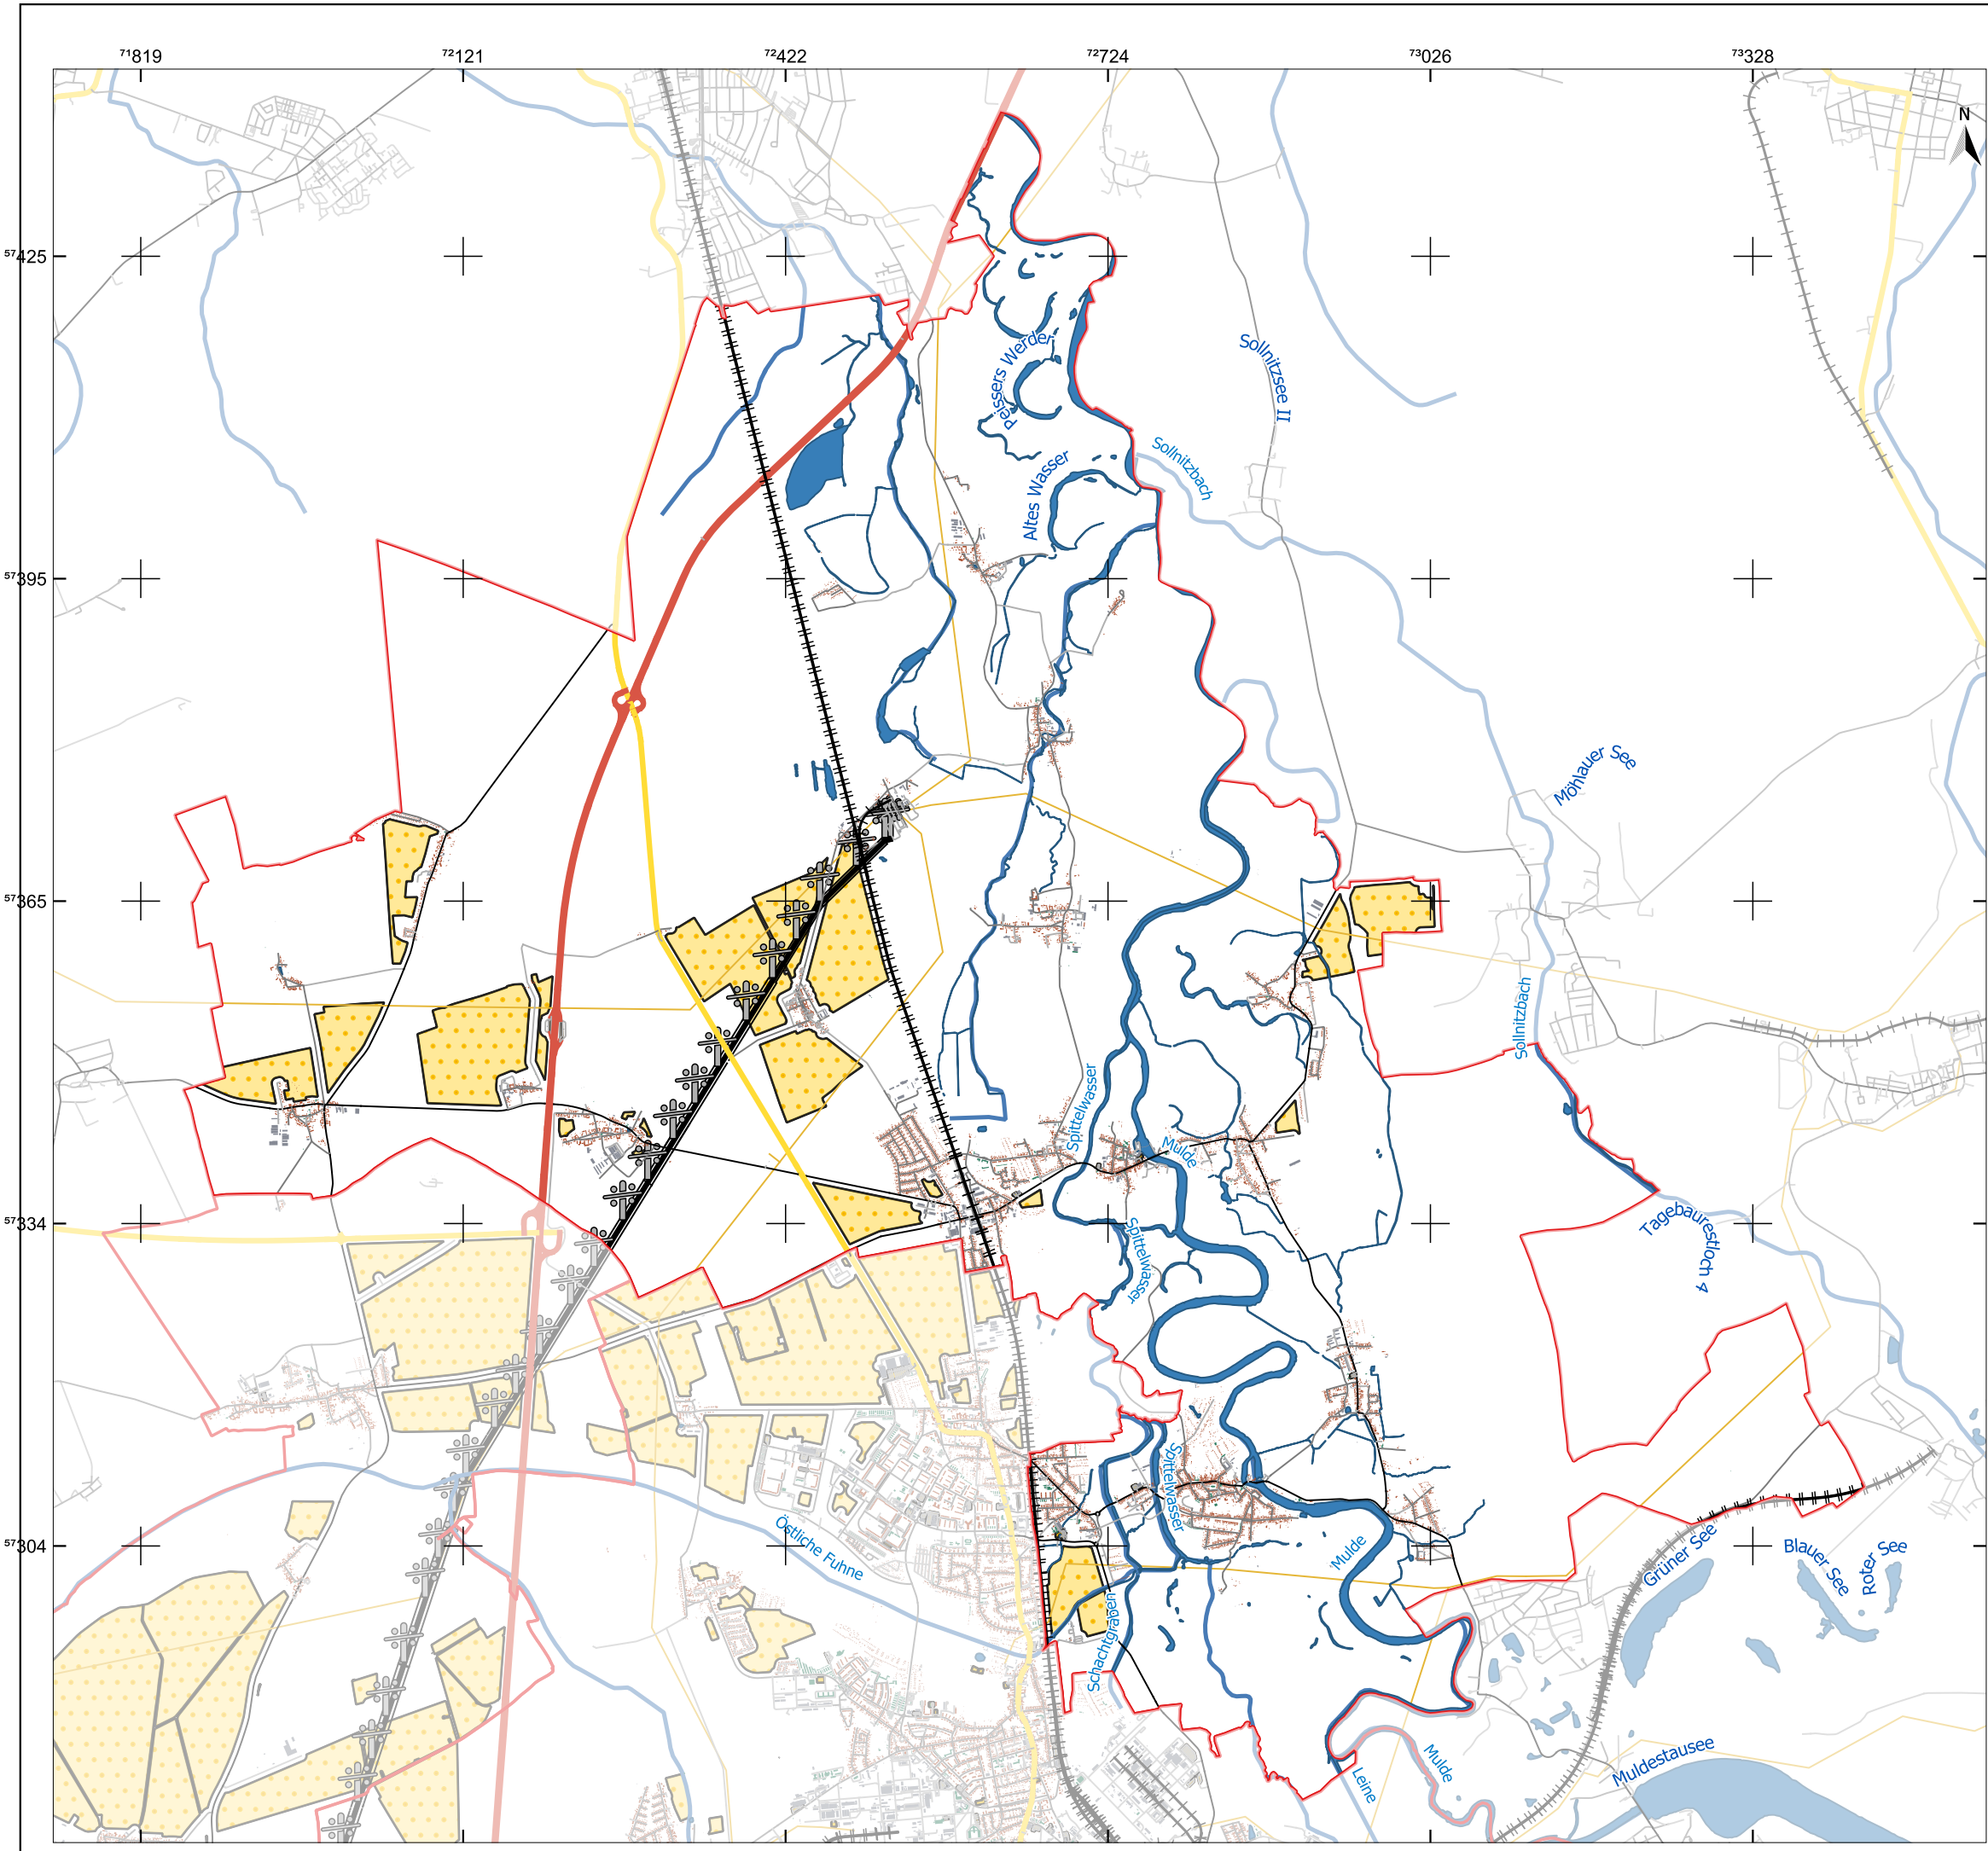 ⁷¹819 ⁷²121 ⁷²422 ⁷²724 ⁷³026 ⁷³328
N
⁵⁷425
Peissers Werder
Sollnitzsee II
Sollnitzbach
Altes Wasser
⁵⁷395
Möhlauer See
⁵⁷365
Sollnitzbach
Spittelwasser
Mulde
⁵⁷334
Spittelwasser
Tagebaurestloch 4
Spittelwasser
Östliche Fuhne
⁵⁷304
Mulde
Grüner See
Blauer See
Roter See
Schachtgraben
Mulde
Leine
Muldestausee